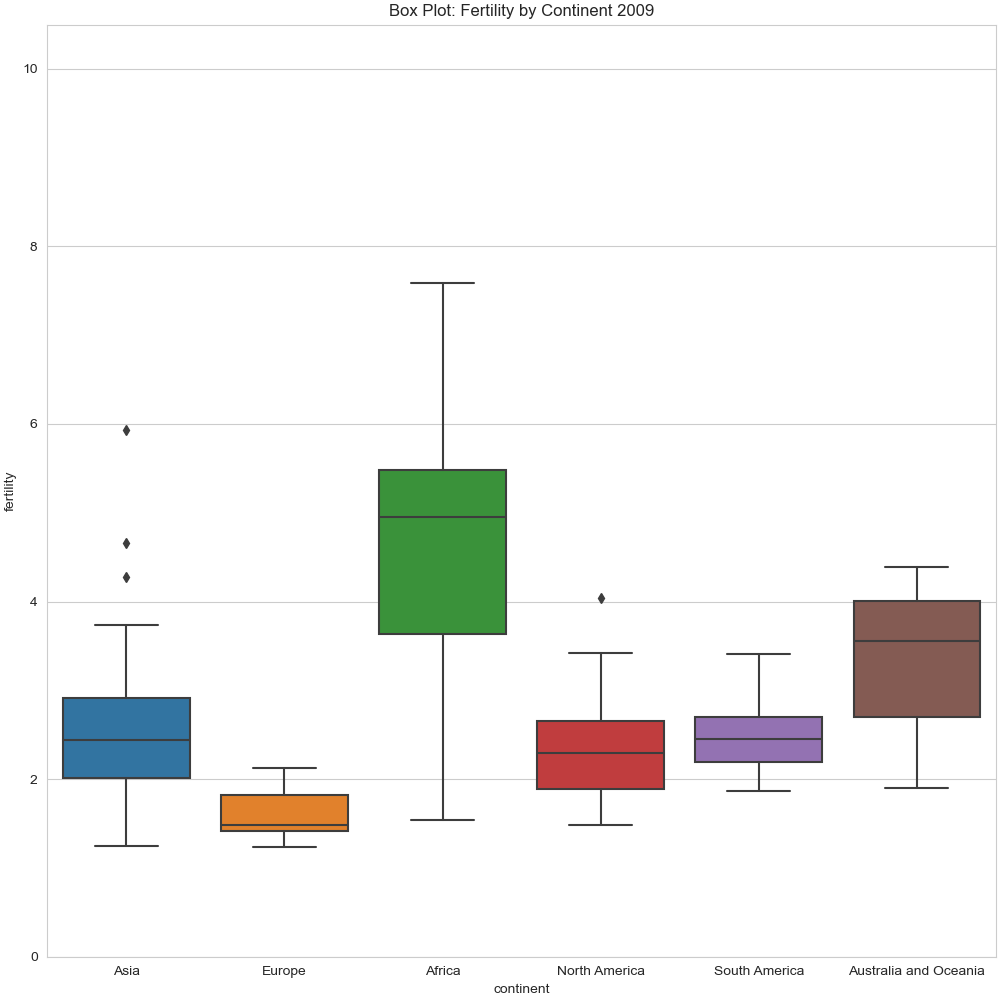 Box Plot: Fertility by Continent 2009
10
8
6
4
2
0
fertility
Asia
Europe
Africa
North America
South America
Australia and Oceania
continent